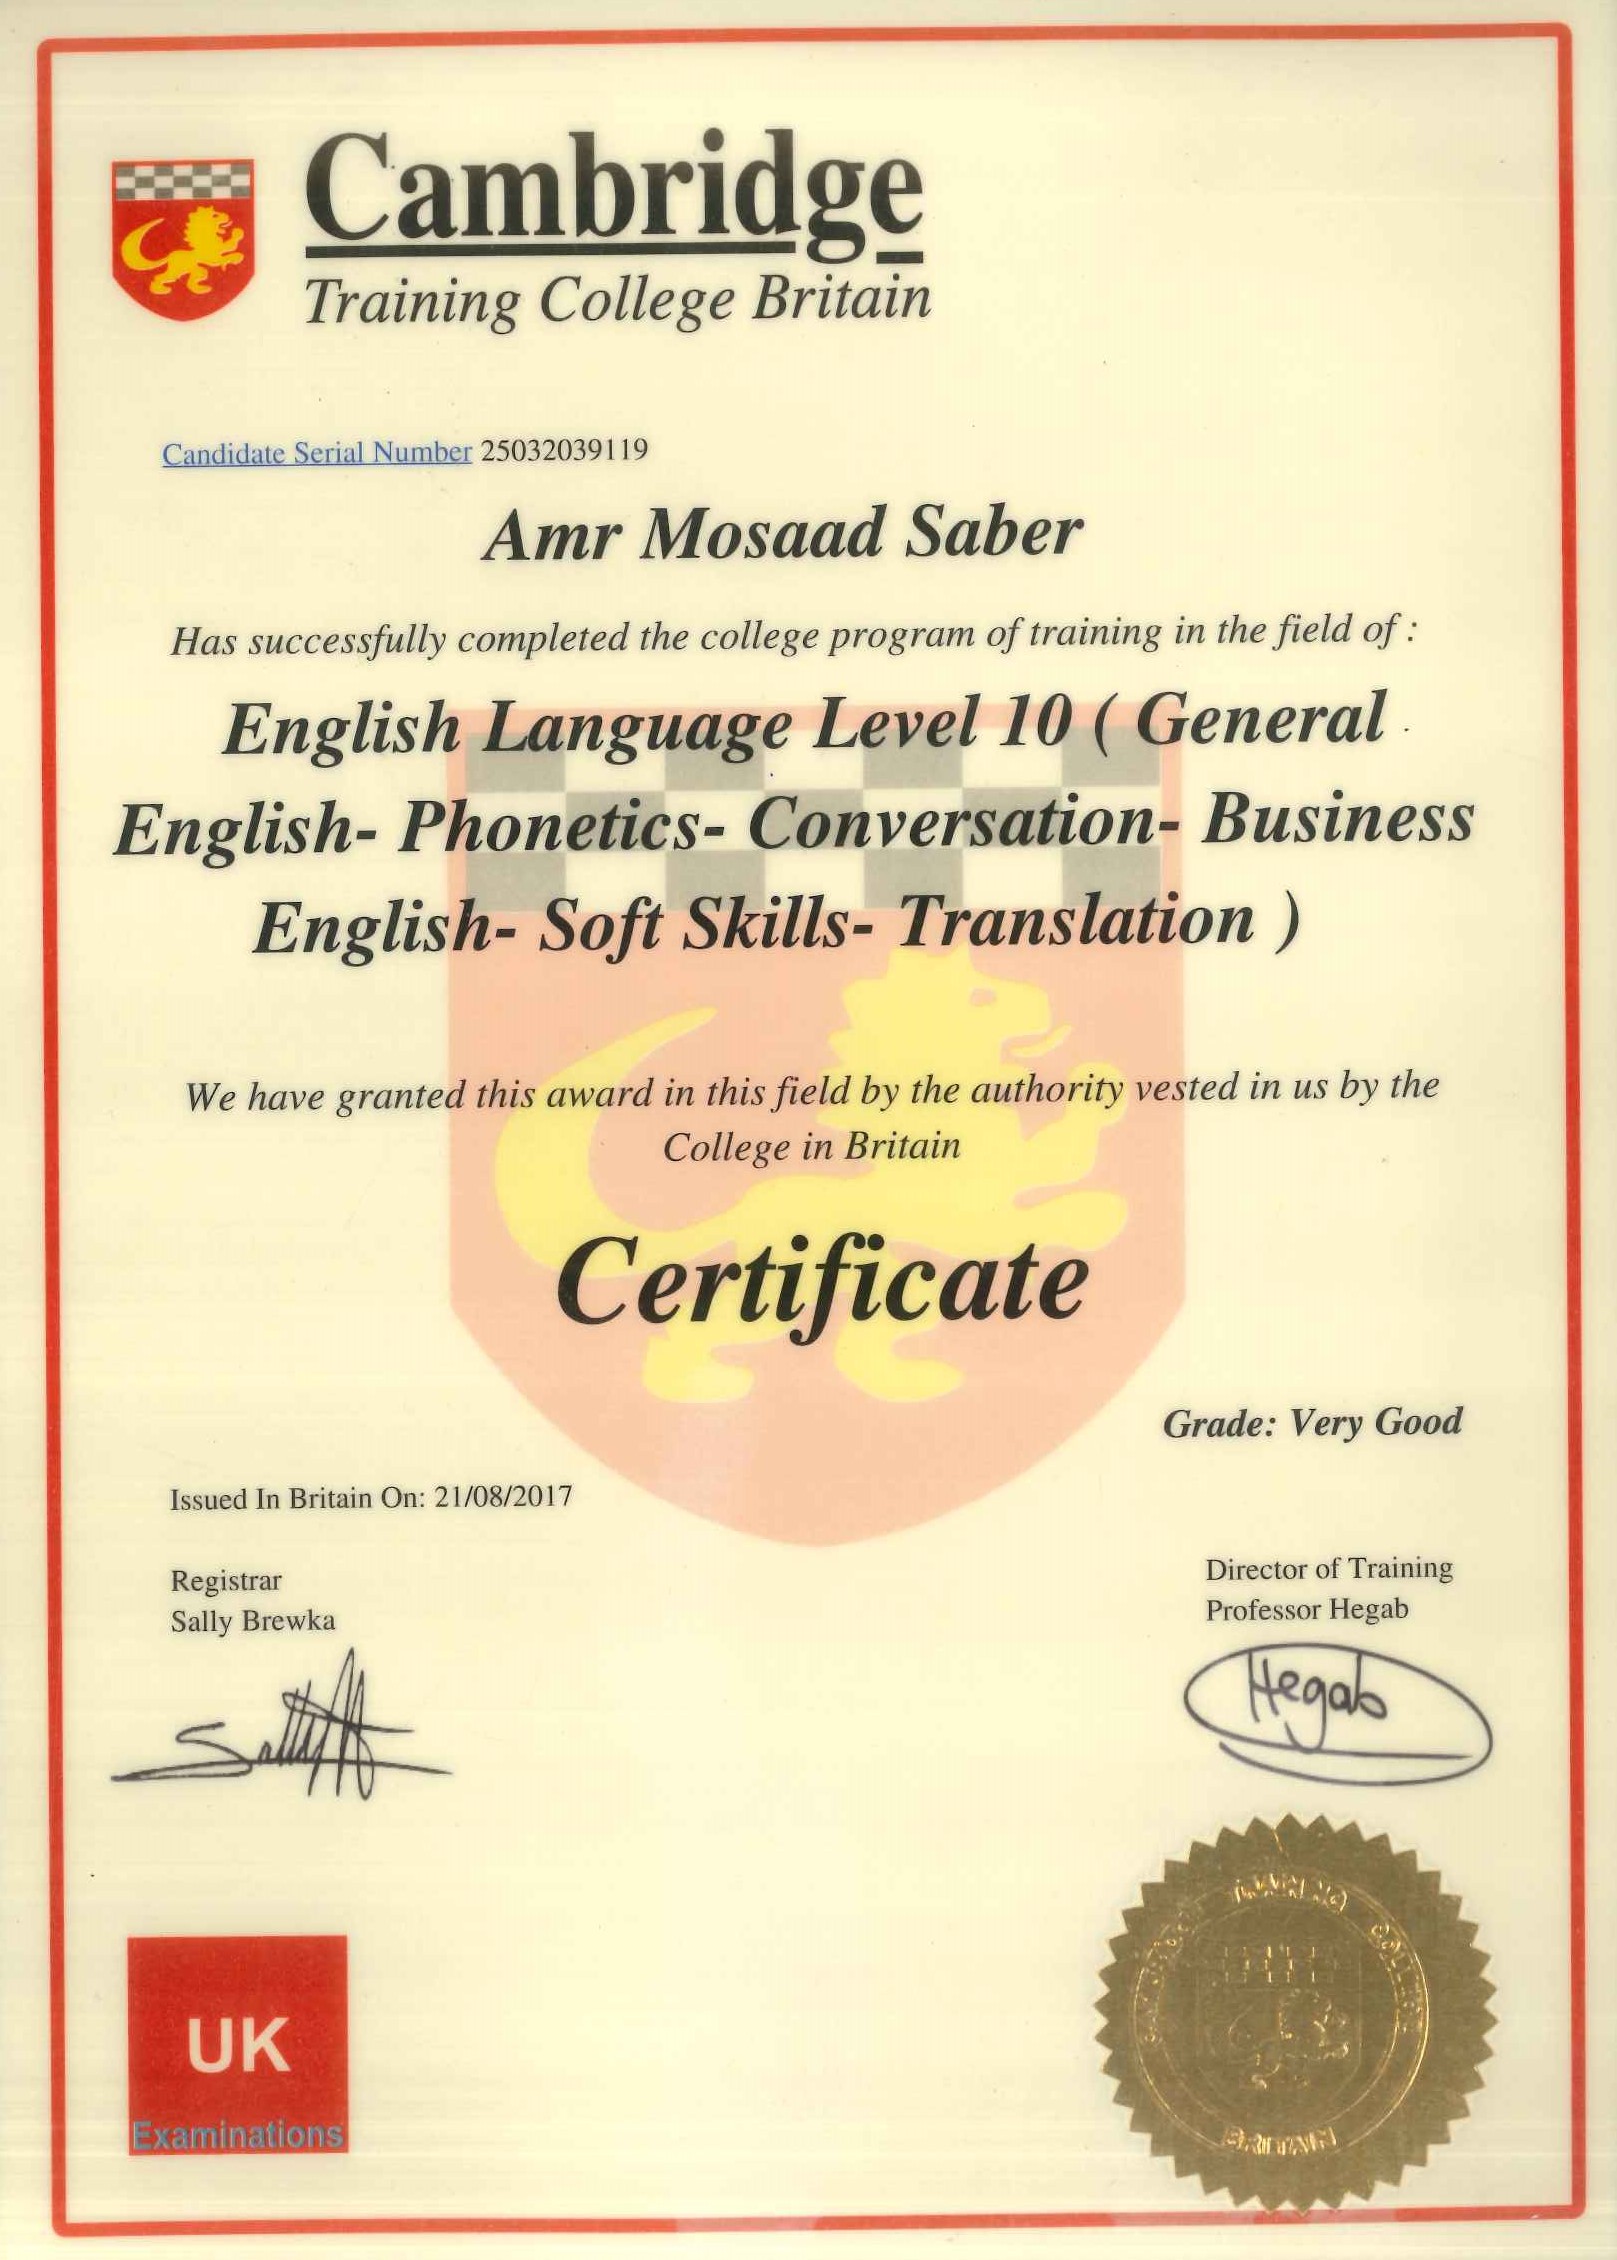 Cambridge
Training College Britain
Candidate Serial Number 25032039119
Amr Mosaad Saber
Has successfully completed the college program of training in the field of :
English Language Level 10 ( General
English- Phonetics- Conversation- Business
English- Soft Skills- Translation )
We have granted this award in this field by the authority vested in us by the
College in Britain
Certificate
Grade: Very Good
Issued In Britain On: 21/08/2017
Registrar
Sally Brewka
Director of Training
Professor Hegab
Hegab
CAMBRIDGE TRAINING COLLEGE
BRITAIN
UK
Examinations